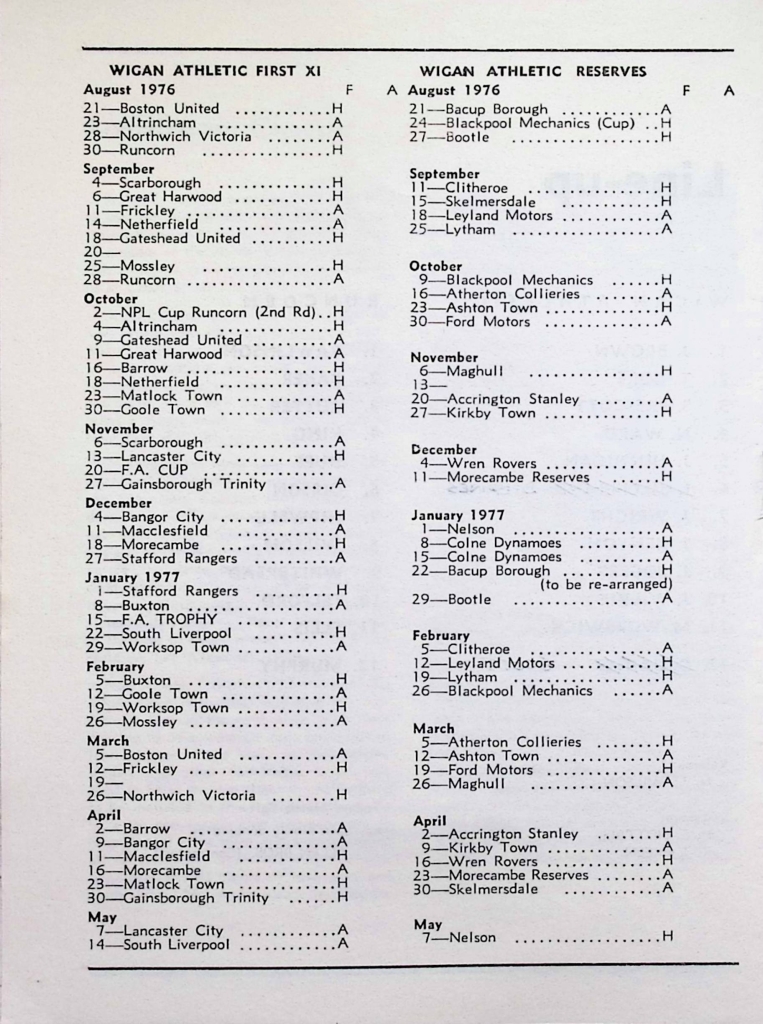 WIGAN ATHLETIC FIRST XI
August 1976 F A
21—Boston United ............H
23—Altrincham ............A
28—Northwich Victoria ........A
30—Runcorn ............H
September
4—Scarborough ..............H
6—Great Harwood ............H
11—Frickley ..................A
14—Netherfield ...............A
18—Gateshead United ..........H
20—
25—Mossley ...............H
28—Runcorn ................A
October
2—NPL Cup Runcorn (2nd Rd)..H
4—Altrincham ..............H
9—Gateshead United ..........A
11—Great Harwood ............A
16—Barrow ..................H
18—Netherfield ..............H
23—Matlock Town ............A
30—Goole Town ..............H
November
6—Scarborough ..............A
13—Lancaster City ............H
20—F.A. CUP ................
27—Gainsborough Trinity ......A
December
4—Bangor City ..............H
11—Macclesfield ..............A
18—Morecambe ..............H
27—Stafford Rangers ..........A
January 1977
1—Stafford Rangers ..........H
8—Buxton ..................A
15—F.A. TROPHY ............
22—South Liverpool ..........H
29—Worksop Town ............A
February
5—Buxton ..................H
12—Goole Town ..............A
19—Worksop Town ............H
26—Mossley ..................A
March
5—Boston United ............A
12—Frickley ..................H
19—
26—Northwich Victoria ........H
April
2—Barrow ..................A
9—Bangor City ..............A
11—Macclesfield ..............H
16—Morecambe ..............A
23—Matlock Town ............H
30—Gainsborough Trinity ......H
May
7—Lancaster City ............A
14—South Liverpool ............A
WIGAN ATHLETIC RESERVES
August 1976 F A
21—Bacup Borough ............A
24—Blackpool Mechanics (Cup) ..H
27—Bootle ..................H
September
11—Clitheroe ................H
15—Skelmersdale ..............H
18—Leyland Motors ............A
25—Lytham ..................A
October
9—Blackpool Mechanics ......H
16—Atherton Collieries ........A
23—Ashton Town ..............H
30—Ford Motors ..............A
November
6—Maghull ................H
13—
20—Accrington Stanley ........A
27—Kirkby Town ..............H
December
4—Wren Rovers ..............A
11—Morecambe Reserves ......H
January 1977
1—Nelson ..................A
8—Colne Dynamoes ..........H
15—Colne Dynamoes ..........A
22—Bacup Borough ............H
(to be re-arranged)
29—Bootle ..................A
February
5—Clitheroe ................A
12—Leyland Motors ............H
19—Lytham ..................H
26—Blackpool Mechanics ......A
March
5—Atherton Collieries ........H
12—Ashton Town ..............A
19—Ford Motors ..............H
26—Maghull ................A
April
2—Accrington Stanley ........H
9—Kirkby Town ..............A
16—Wren Rovers ..............H
23—Morecambe Reserves ......A
30—Skelmersdale ............A
May
7—Nelson ..................H